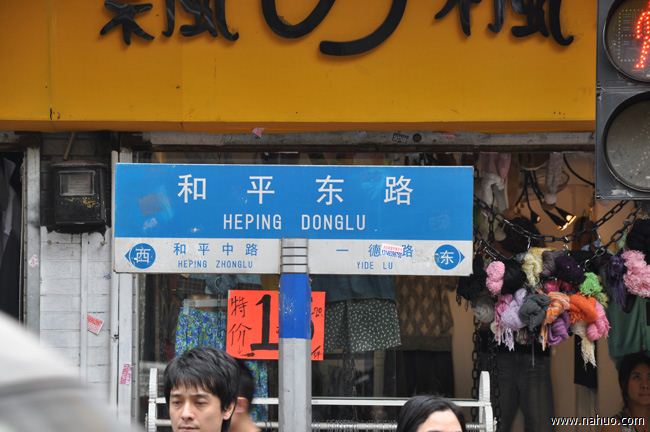 の
和平东路
HEPING DONGLU
西 和平中路
HEPING ZHONGLU
一德路 东
YIDE LU
特价
www.nahuo.com